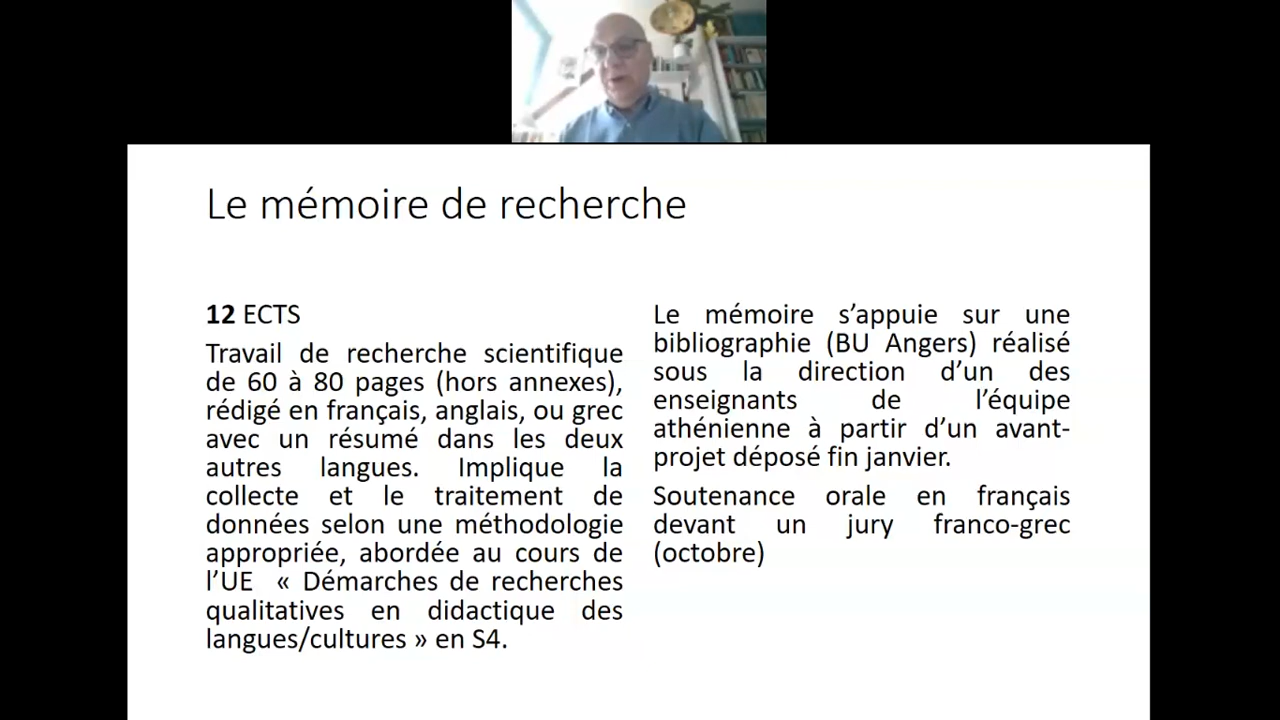 Le mémoire de recherche
12 ECTS
Travail de recherche scientifique
de 60 à 80 pages (hors annexes),
rédigé en français, anglais, ou grec
avec un résumé dans les deux
autres langues. Implique la
collecte et le traitement de
données selon une méthodologie
appropriée, abordée au cours de
l’UE « Démarches de recherches
qualitatives en didactique des
langues/cultures » en S4.
Le mémoire s’appuie sur une
bibliographie (BU Angers) réalisé
sous la direction d’un des
enseignants de l’équipe
athénienne à partir d’un avant-
projet déposé fin janvier.
Soutenance orale en français
devant un jury franco-grec
(octobre)